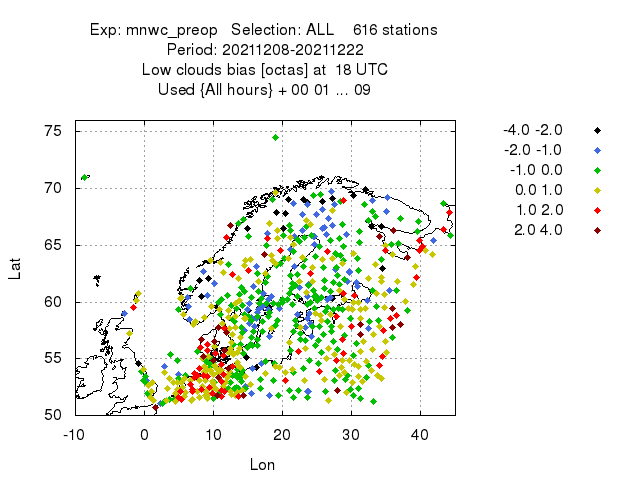 Exp: mnwc_preop   Selection: ALL    616 stations
Period: 20211208-20211222
Low clouds bias [octas] at  18 UTC
Used {All hours} + 00 01 ... 09
-4.0 -2.0
-2.0 -1.0
-1.0 0.0
0.0 1.0
1.0 2.0
2.0 4.0
75
70
65
60
55
50
Lat
-10 0 10 20 30 40
Lon